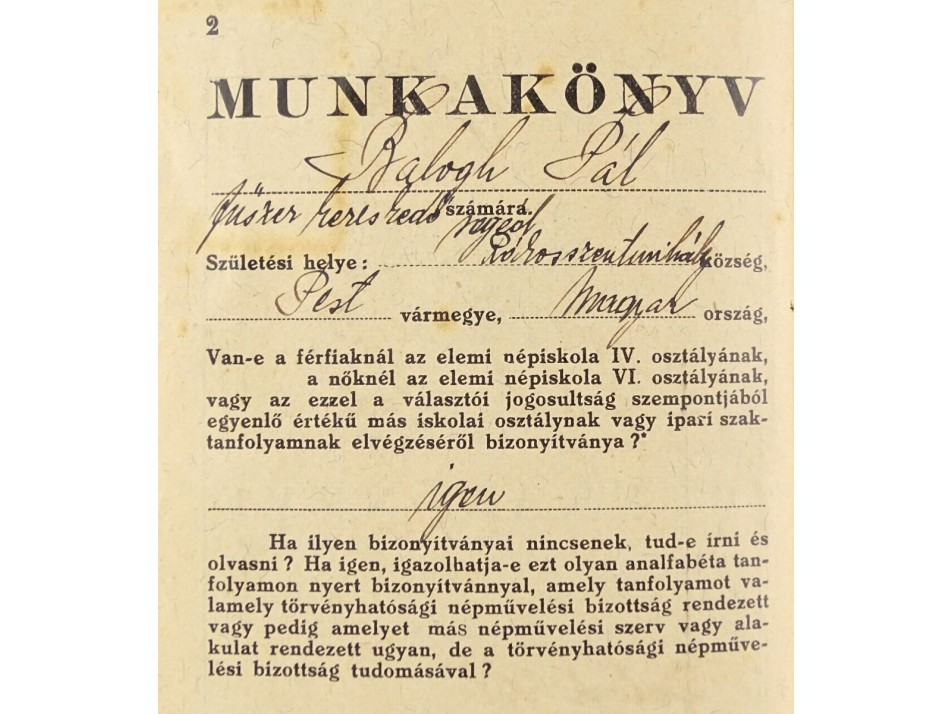 2
MUNKAKÖNYV
Balogh Pál
fűszer keresked" segéd
számára.
Születési helye: Rákosszentmihály község,
Pest vármegye, Magyar ország,
Van-e a férfiaknál az elemi népiskola IV. osztályának,
a nőknél az elemi népiskola VI. osztályának,
vagy az ezzel a választói jogosultság szempontjából
egyenlő értékű más iskolai osztálynak vagy ipari szak-
tanfolyamnak elvégzéséről bizonyítványa?*
igen
Ha ilyen bizonyítványai nincsenek, tud-e írni és
olvasni? Ha igen, igazolhatja-e ezt olyan analfabéta tan-
folyamon nyert bizonyítvánnyal, amely tanfolyamot va-
lamely törvényhatósági népművelési bizottság rendezett
vagy pedig amelyet más népművelési szerv vagy ala-
kulat rendezett ugyan, de a törvényhatósági népműve-
lési bizottság tudomásával?